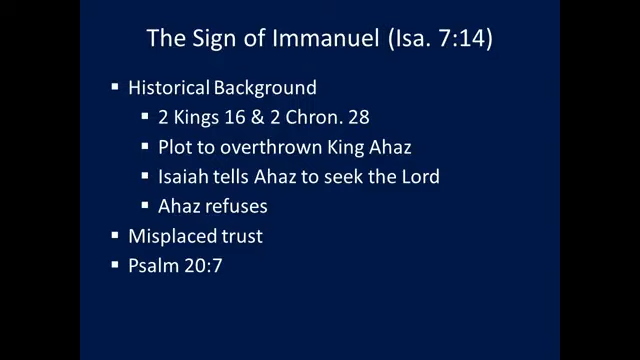 The Sign of Immanuel (Isa. 7:14)
▪ Historical Background
▪ 2 Kings 16 & 2 Chron. 28
▪ Plot to overthrown King Ahaz
▪ Isaiah tells Ahaz to seek the Lord
▪ Ahaz refuses
▪ Misplaced trust
▪ Psalm 20:7